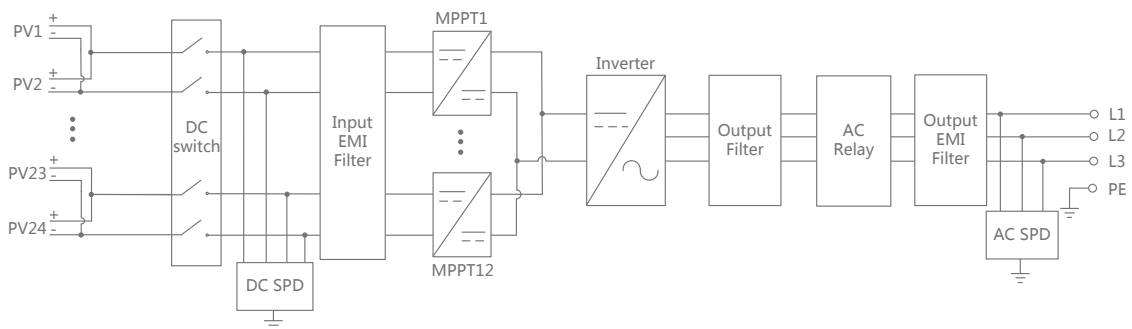 PV1
+
-
PV2
+
-
PV23
+
-
PV24
+
-
DC
switch
DC SPD
Input
EMI
Filter
MPPT1
MPPT12
Inverter
Output
Filter
AC
Relay
Output
EMI
Filter
AC SPD
L1
L2
L3
PE